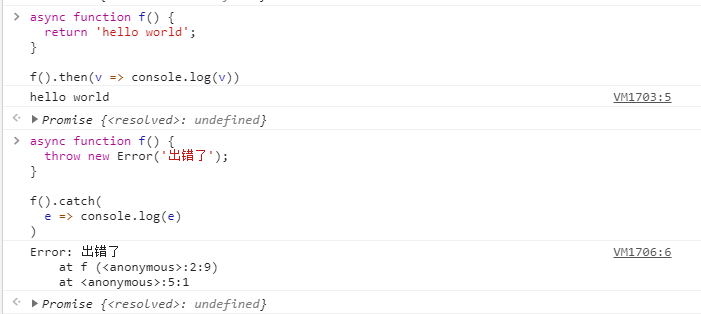 async function f() {
  return 'hello world';
}
f().then(v => console.log(v))
hello world VM1703:5
Promise {<resolved>: undefined}
async function f() {
  throw new Error('出错了');
}
f().catch(
  e => console.log(e)
)
Error: 出错了 VM1706:6
    at f (<anonymous>:2:9)
    at <anonymous>:5:1
Promise {<resolved>: undefined}